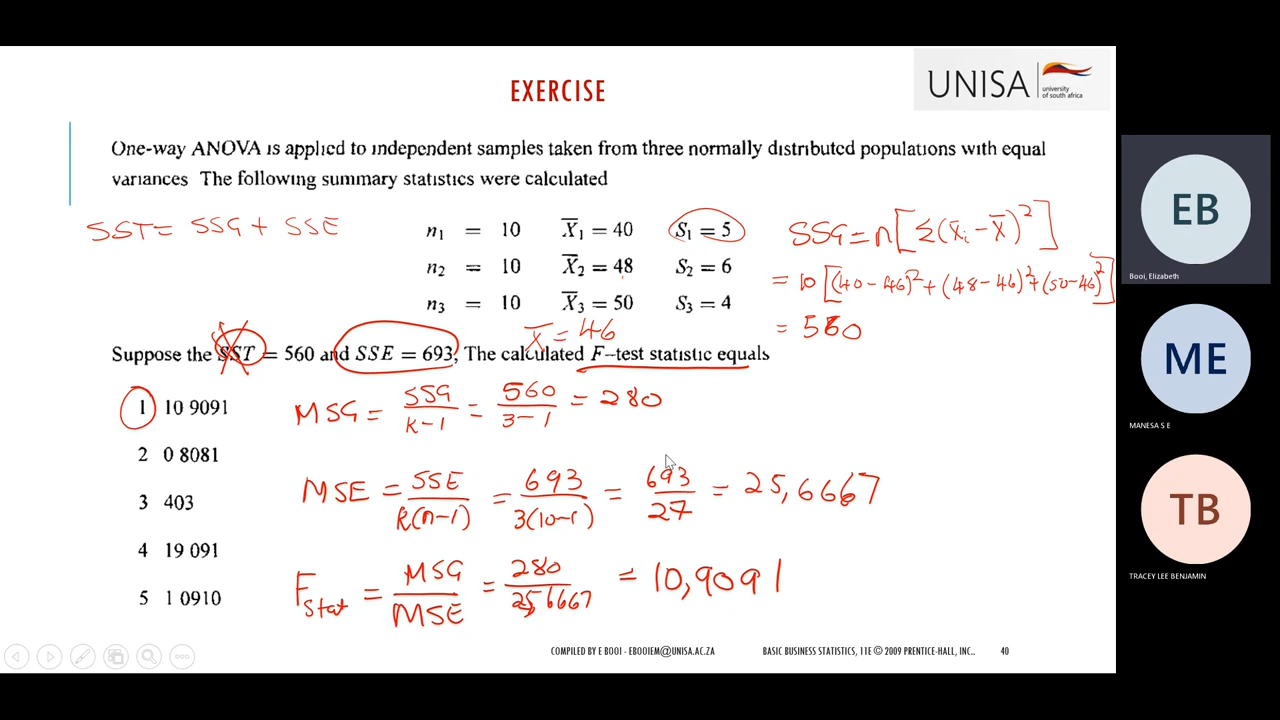 EXERCISE
UNISA
university
of south africa
One-way ANOVA is applied to independent samples taken from three normally distributed populations with equal
variances The following summary statistics were calculated
SST = SSG + SSE
n1 = 10 X̅1 = 40 S1 = 5
n2 = 10 X̅2 = 48 S2 = 6
n3 = 10 X̅3 = 50 S3 = 4
SSG = n[Σ(x̅i - x̅)²]
= 10[(40-46)²+(48-46)²+(50-46)²]
= 560
x̅ = 46
Suppose the SST = 560 and SSE = 693, The calculated F–test statistic equals
1 10 9091
2 0 8081
3 403
4 19 091
5 1 0910
MSG = SSG / k-1 = 560 / 3-1 = 280
MSE = SSE / k(n-1) = 693 / 3(10-1) = 693 / 27 = 25,6667
Fstat = MSG / MSE = 280 / 25,6667 = 10,9091
COMPILED BY E BOOI - EBOOIEM@UNISA.AC.ZA
BASIC BUSINESS STATISTICS, 11E © 2009 PRENTICE-HALL, INC..
40
EB
Booi, Elizabeth
ME
MANESA S E
TB
TRACEY LEE BENJAMIN